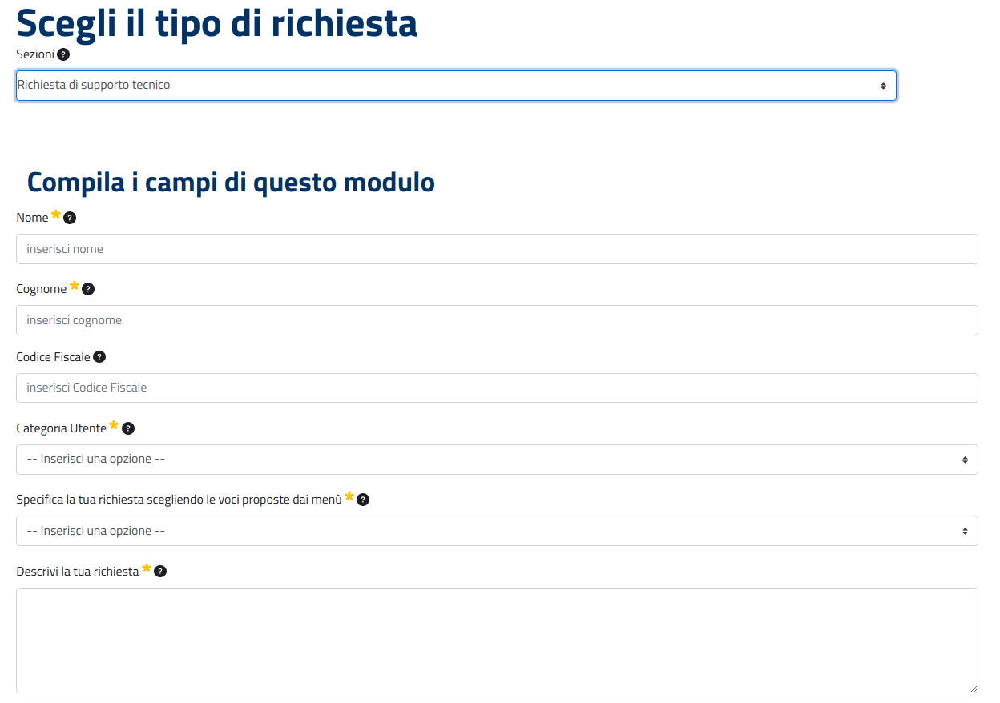 Scegli il tipo di richiesta
Sezioni ?
Richiesta di supporto tecnico
Compila i campi di questo modulo
Nome * ?
inserisci nome
Cognome * ?
inserisci cognome
Codice Fiscale ?
inserisci Codice Fiscale
Categoria Utente * ?
-- Inserisci una opzione --
Specifica la tua richiesta scegliendo le voci proposte dai menù * ?
-- Inserisci una opzione --
Descrivi la tua richiesta * ?